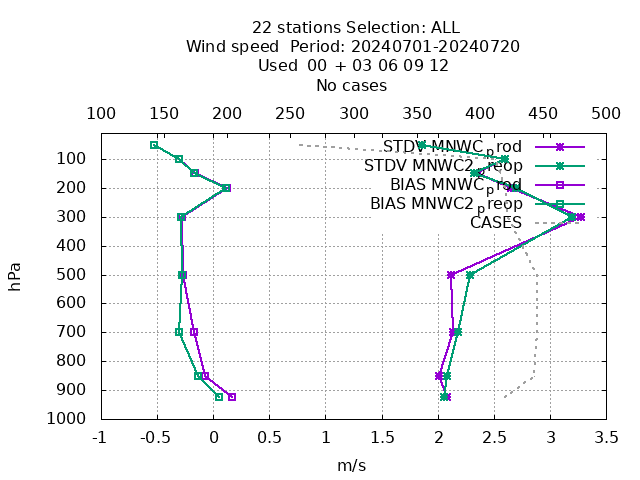 22 stations Selection: ALL
Wind speed  Period: 20240701-20240720
Used  00 + 03 06 09 12
No cases
100 150 200 250 300 350 400 450 500
STDV MNWC_prod
STDV MNWC2_preop
BIAS MNWC_prod
BIAS MNWC2_preop
CASES
hPa
100
200
300
400
500
600
700
800
900
1000
-1 -0.5 0 0.5 1 1.5 2 2.5 3 3.5
m/s